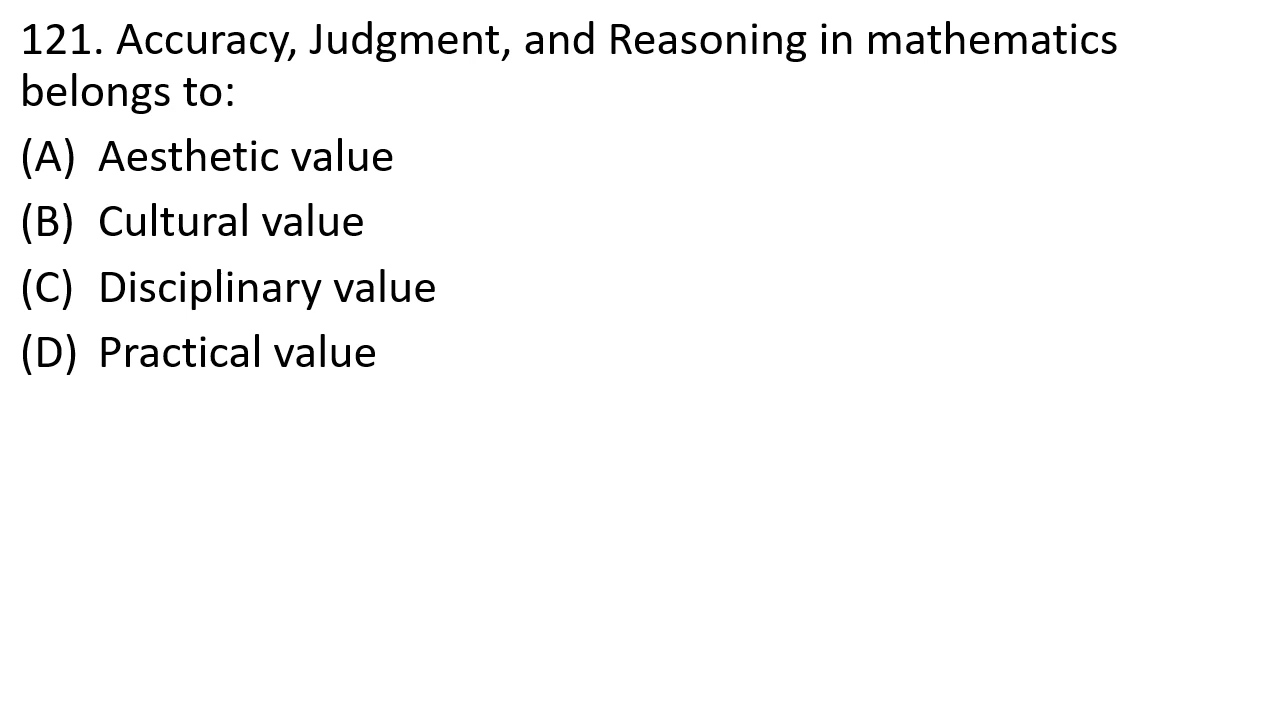 121. Accuracy, Judgment, and Reasoning in mathematics
belongs to:
(A) Aesthetic value
(B) Cultural value
(C) Disciplinary value
(D) Practical value